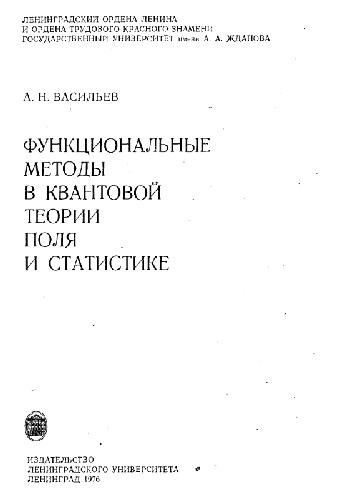 ЛЕНИНГРАДСКИЙ ОРДЕНА ЛЕНИНА
И ОРДЕНА ТРУДОВОГО КРАСНОГО ЗНАМЕНИ
ГОСУДАРСТВЕННЫЙ УНИВЕРСИТЕТ имени А. А. ЖДАНОВА
А. Н. ВАСИЛЬЕВ
ФУНКЦИОНАЛЬНЫЕ
МЕТОДЫ
В КВАНТОВОЙ
ТЕОРИИ
ПОЛЯ
И СТАТИСТИКЕ
ИЗДАТЕЛЬСТВО
ЛЕНИНГРАДСКОГО УНИВЕРСИТЕТА
ЛЕНИНГРАД 1976